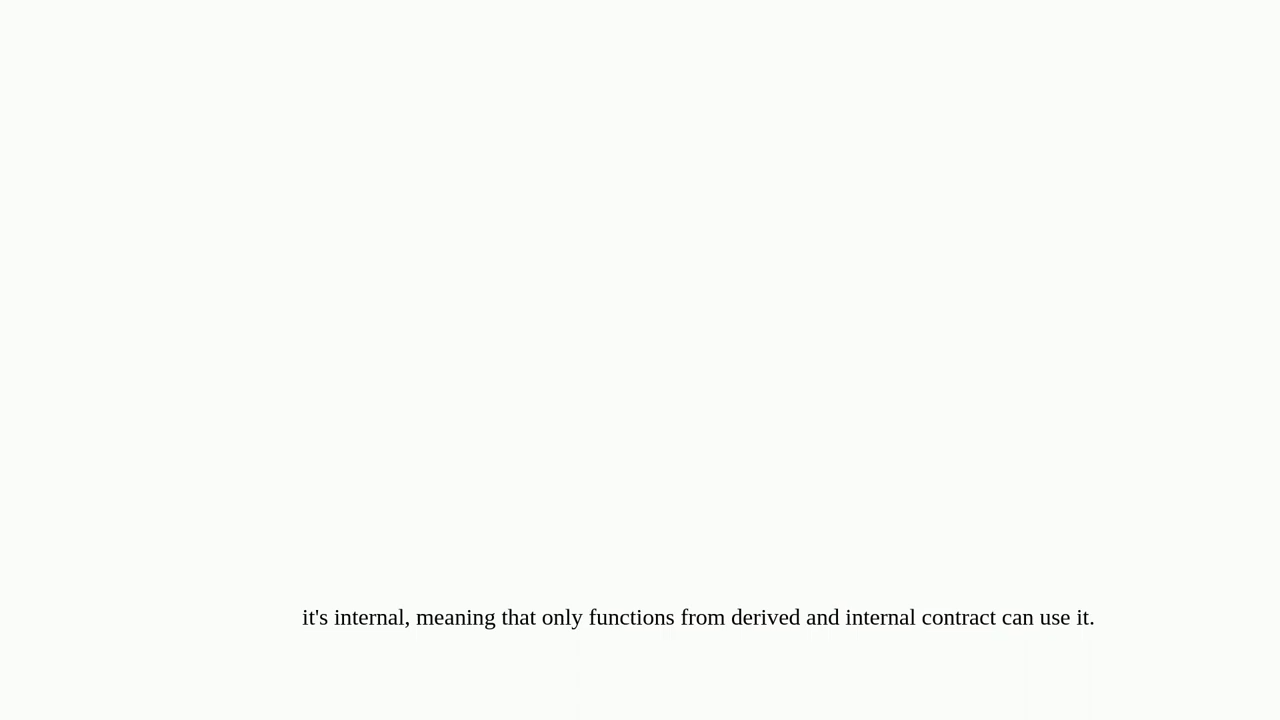 it's internal, meaning that only functions from derived and internal contract can use it.